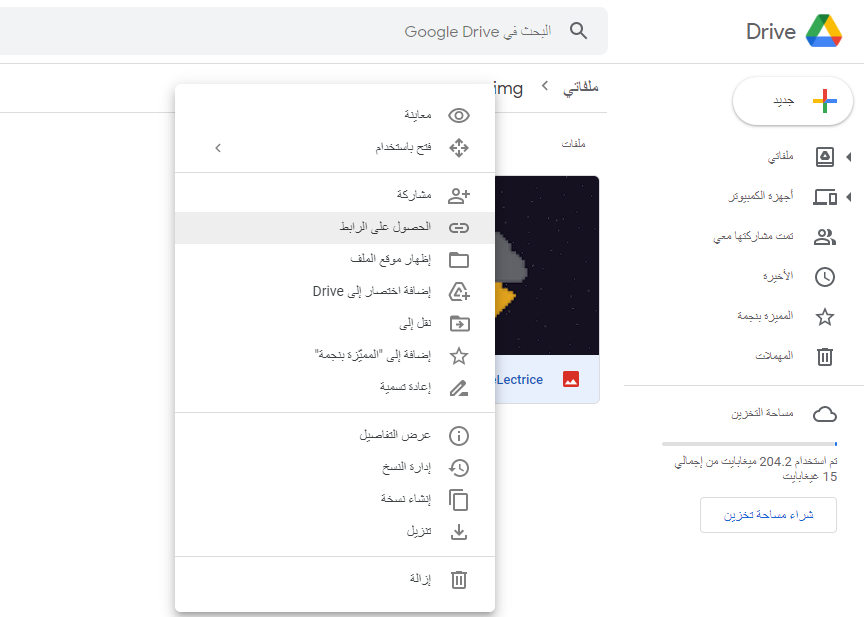 Drive
البحث في Google Drive
جديد
ملفاتي
أجهزة الكمبيوتر
تمت مشاركتها معي
الأخيرة
المميزة بنجمة
المهملات
مساحة التخزين
تم استخدام 204.2 ميغابايت من إجمالي
15 غيغابايت
شراء مساحة تخزين
ملفاتي
img
ملفات
Lectrice
معاينة
فتح باستخدام
مشاركة
الحصول على الرابط
إظهار موقع الملف
إضافة اختصار إلى Drive
نقل إلى
إضافة إلى "المميّزة بنجمة"
إعادة تسمية
عرض التفاصيل
إدارة النسخ
إنشاء نسخة
تنزيل
إزالة